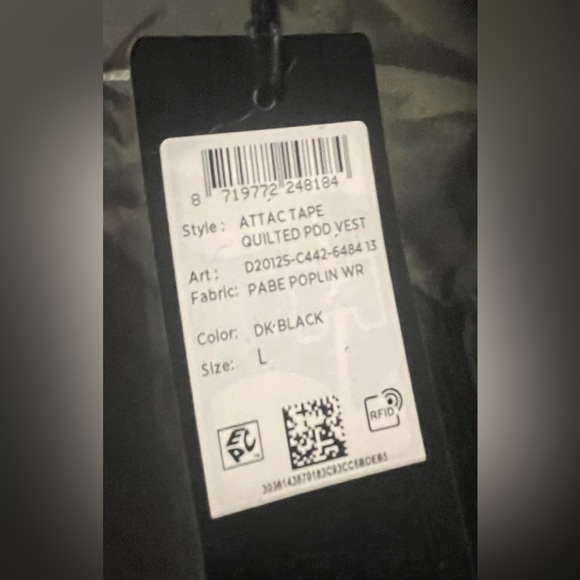 8 719772 248184
Style: ATTAC TAPE
QUILTED PDD VEST
Art: D20125-C442-6484 13
Fabric: PABE POPLIN WR
Color: DK BLACK
Size: L
EPC
RFID